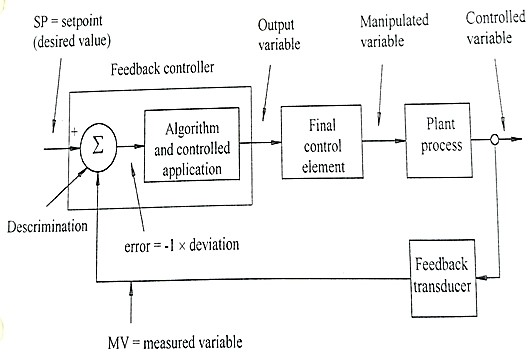 SP = setpoint
(desired value)
Output
variable
Manipulated
variable
Controlled
variable
Feedback controller
+
Σ
Algorithm
and controlled
application
Final
control
element
Plant
process
Descrimination
error = -1 × deviation
Feedback
transducer
MV = measured variable